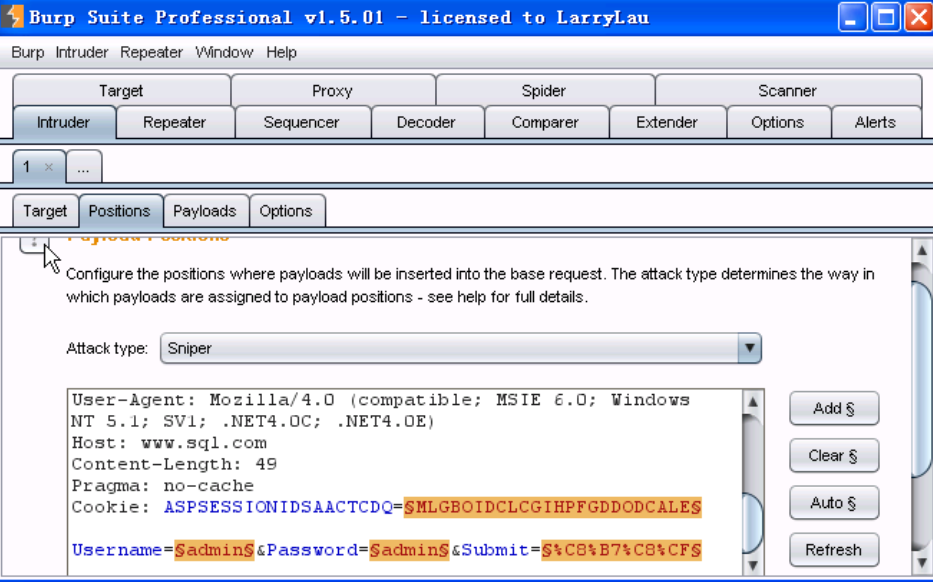 Burp Suite Professional v1.5.01 - licensed to LarryLau
Burp Intruder Repeater Window Help
Target Proxy Spider Scanner
Intruder Repeater Sequencer Decoder Comparer Extender Options Alerts
1 × ...
Target Positions Payloads Options
? Payload Positions
Configure the positions where payloads will be inserted into the base request. The attack type determines the way in
which payloads are assigned to payload positions - see help for full details.
Attack type: Sniper
User-Agent: Mozilla/4.0 (compatible; MSIE 6.0; Windows
NT 5.1; SV1; .NET4.0C; .NET4.0E)
Host: www.sql.com
Content-Length: 49
Pragma: no-cache
Cookie: ASPSESSIONIDSAACTCDQ=§MLGBOIDCLCGIHPFGDDODCALE§
Username=§admin§&Password=§admin§&Submit=§%C8%B7%C8%CF§
Add §
Clear §
Auto §
Refresh